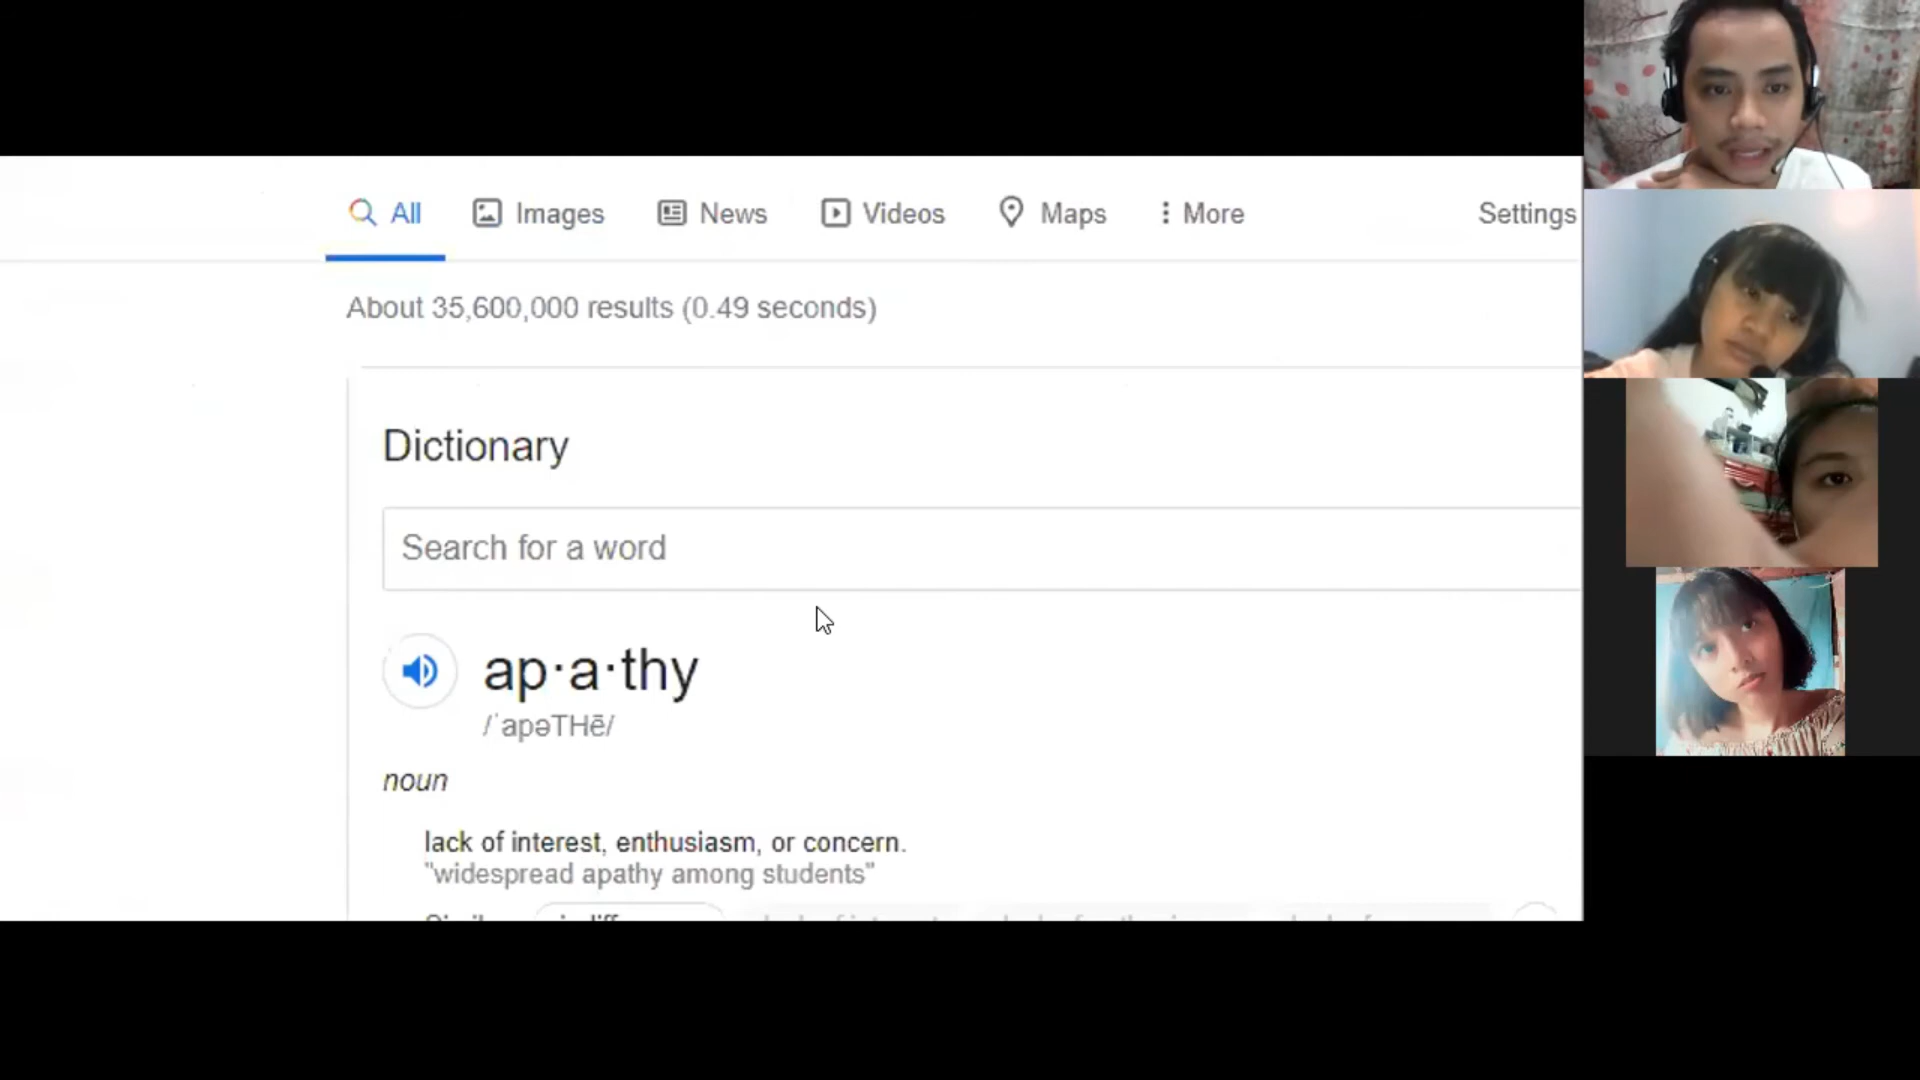 All Images News Videos Maps More Settings
About 35,600,000 results (0.49 seconds)
Dictionary
Search for a word
ap·a·thy
/ˈapəTHē/
noun
lack of interest, enthusiasm, or concern.
"widespread apathy among students"